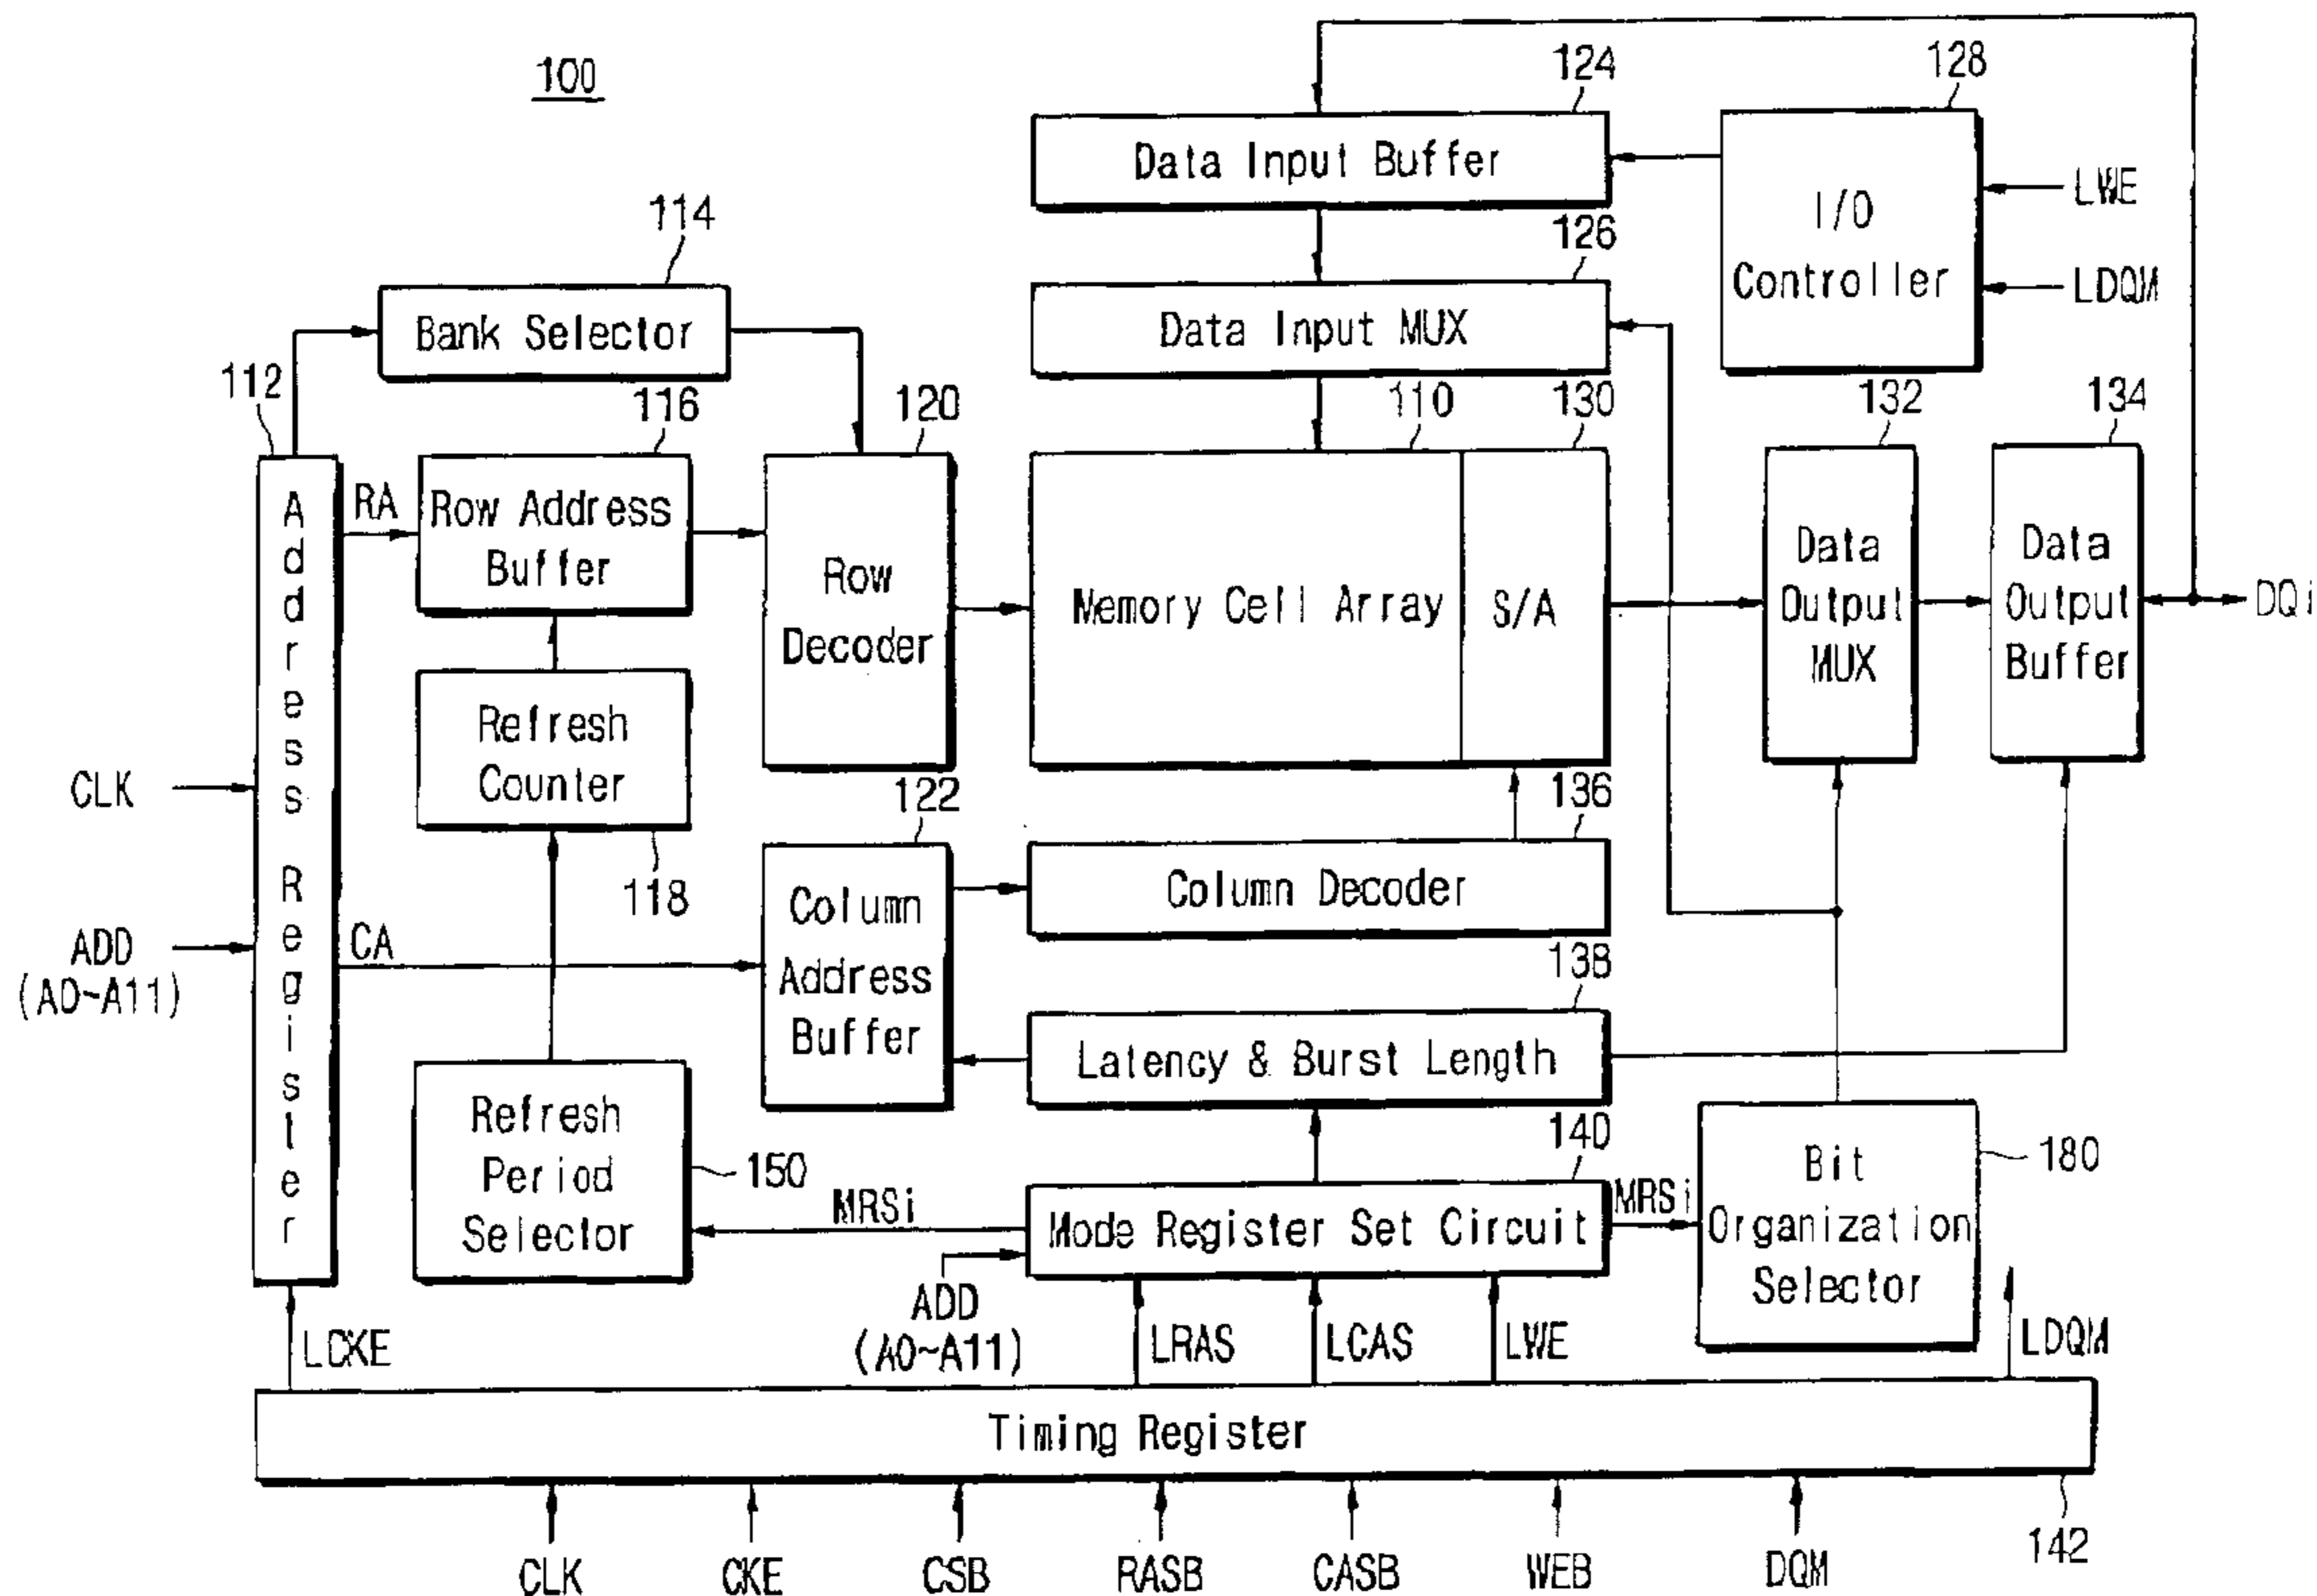 100
124
128
Data Input Buffer
I/O
Controller
LWE
LDQM
114
126
Bank Selector
Data Input MUX
112
116
120
110
130
132
134
Address Register
RA
Row Address
Buffer
Row
Decoder
Memory Cell Array
S/A
Data
Output
MUX
Data
Output
Buffer
DQi
Refresh
Counter
CLK
122
136
118
Column
Address
Buffer
Column Decoder
ADD
(A0~A11)
CA
138
Latency & Burst Length
Refresh
Period
Selector
150
140
MRSi
Mode Register Set Circuit
MRSi
Bit
Organization
Selector
180
ADD
(A0~A11)
LCKE
LRAS
LCAS
LWE
LDQM
Timing Register
142
CLK
CKE
CSB
RASB
CASB
WEB
DQM